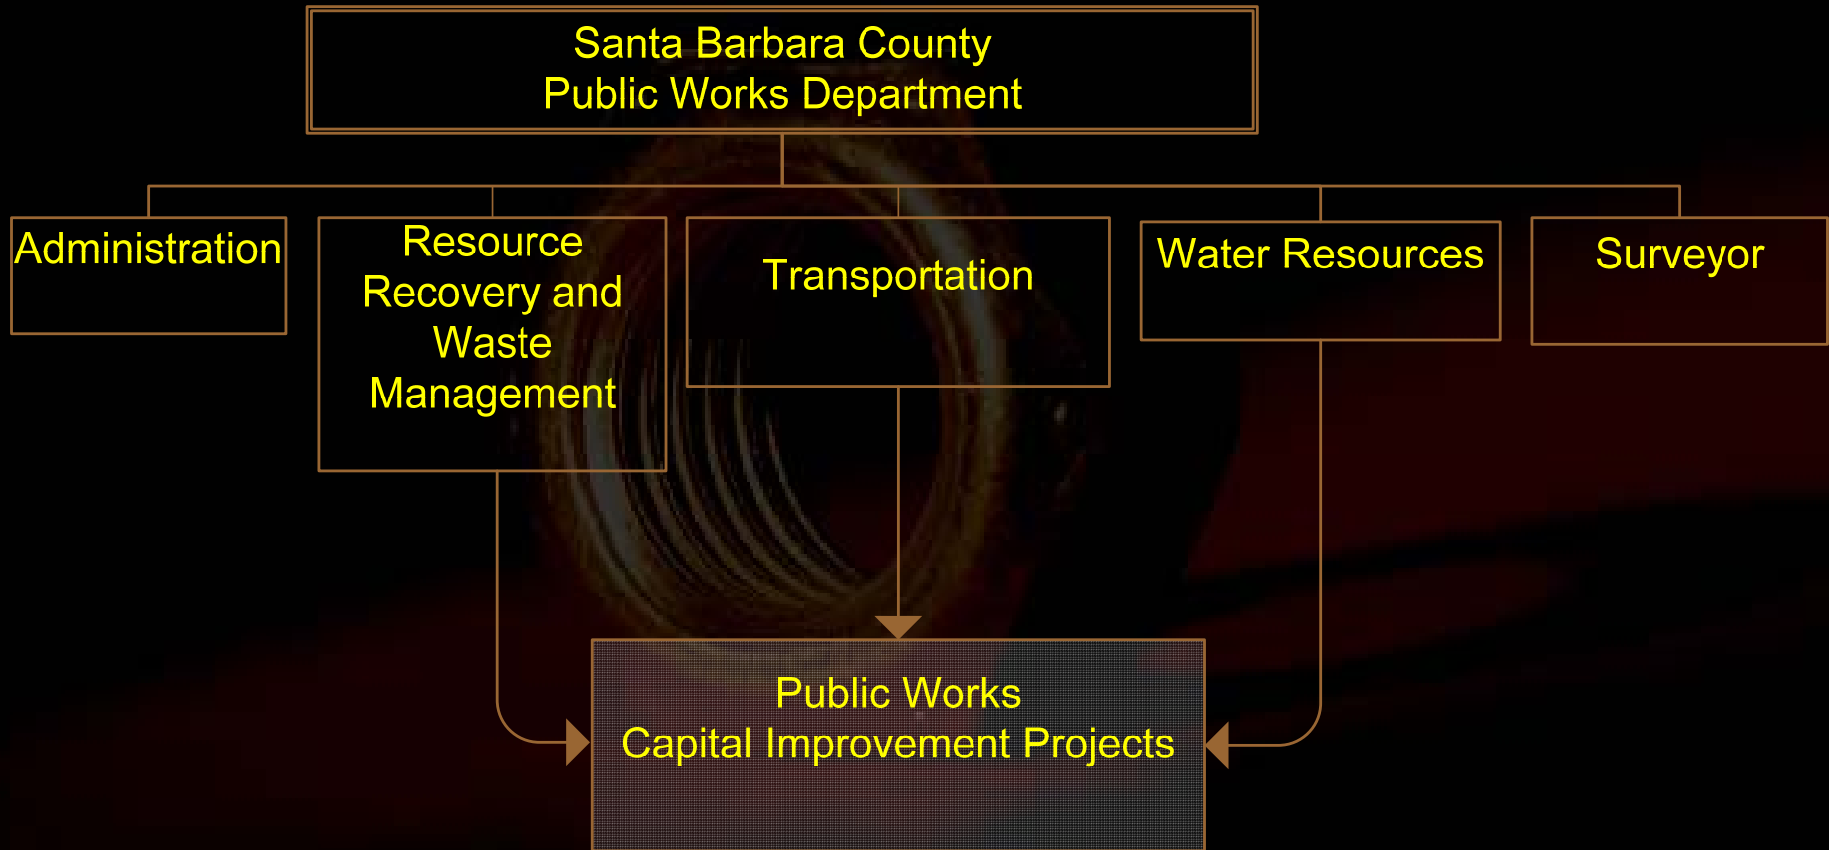 Santa Barbara County
Public Works Department
Administration
Resource
Recovery and
Waste
Management
Transportation
Water Resources
Surveyor
Public Works
Capital Improvement Projects